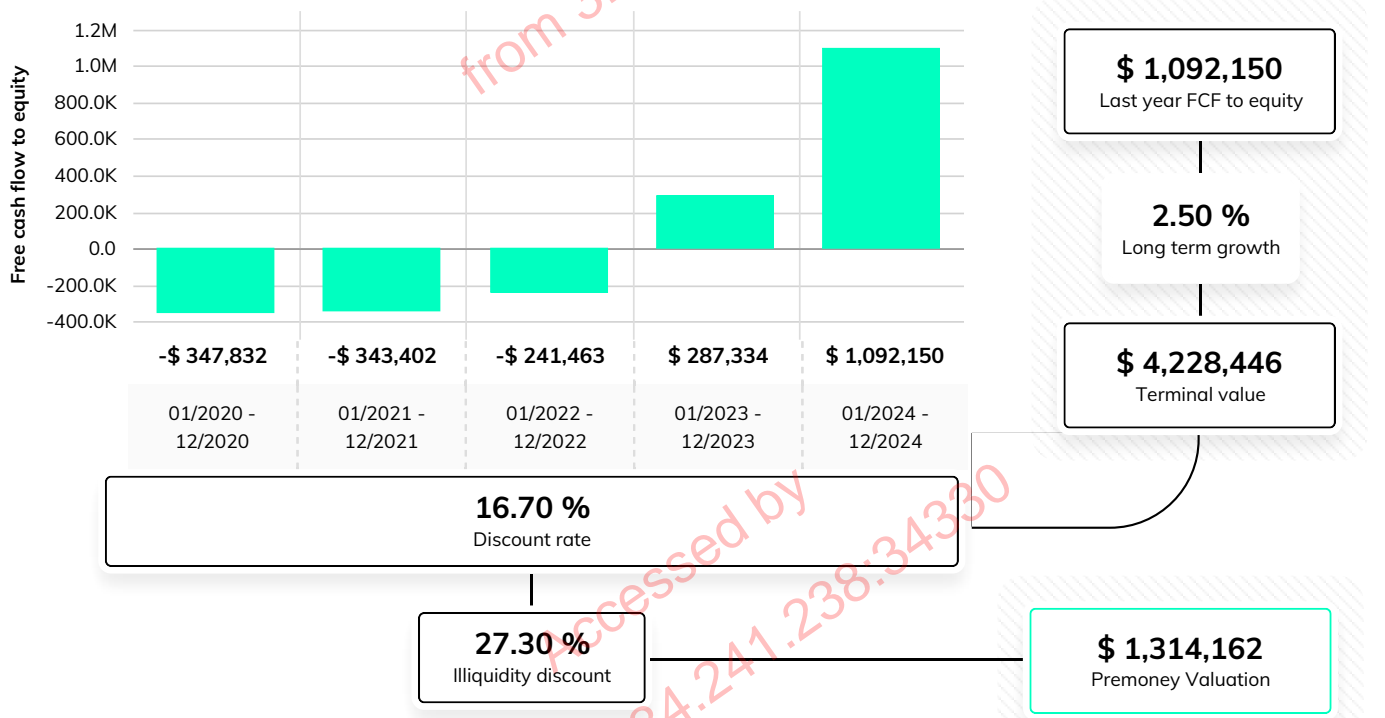 Free cash flow to equity
1.2M
1.0M
800.0K
600.0K
400.0K
200.0K
0.0
-200.0K
-400.0K
-$ 347,832
-$ 343,402
-$ 241,463
$ 287,334
$ 1,092,150
01/2020 -
12/2020
01/2021 -
12/2021
01/2022 -
12/2022
01/2023 -
12/2023
01/2024 -
12/2024
$ 1,092,150
Last year FCF to equity
2.50 %
Long term growth
$ 4,228,446
Terminal value
16.70 %
Discount rate
27.30 %
Illiquidity discount
$ 1,314,162
Premoney Valuation
Accessed by
from